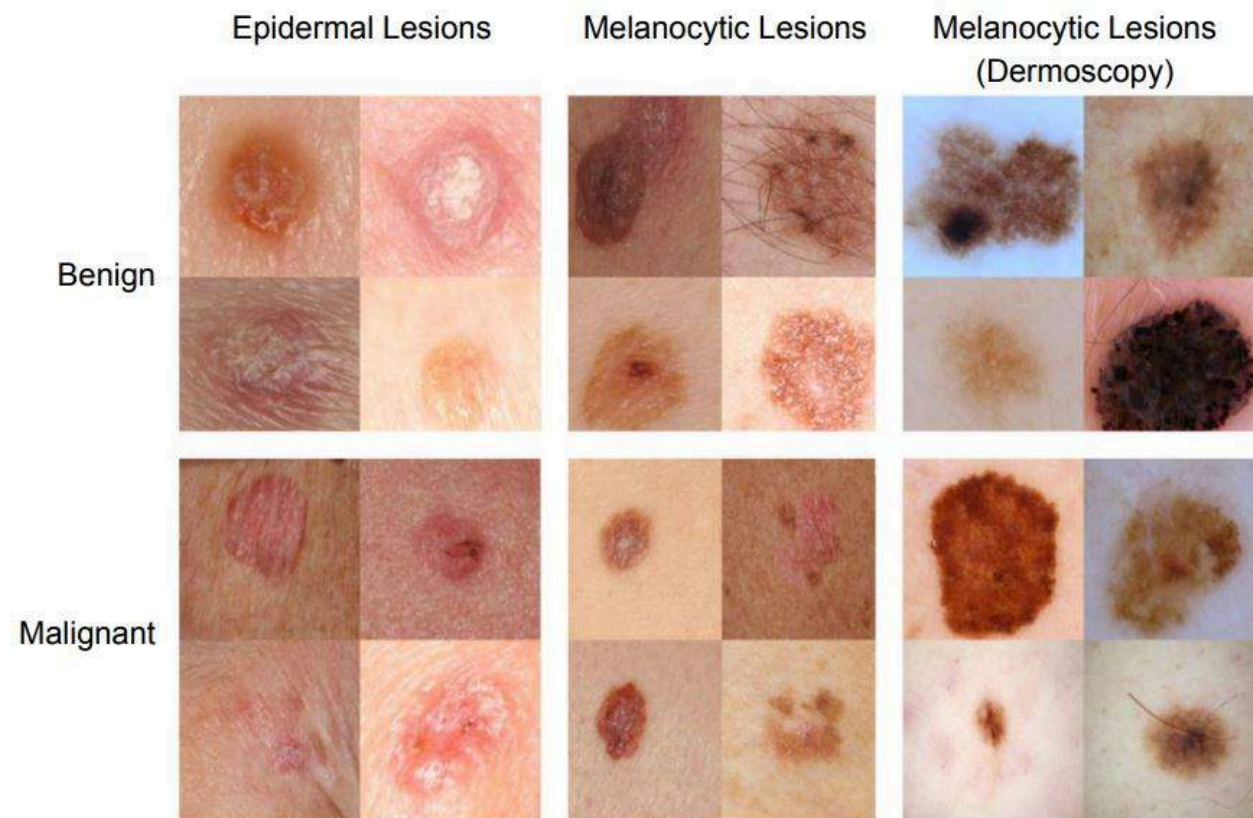 Epidermal Lesions
Melanocytic Lesions
Melanocytic Lesions
(Dermoscopy)
Benign
Malignant